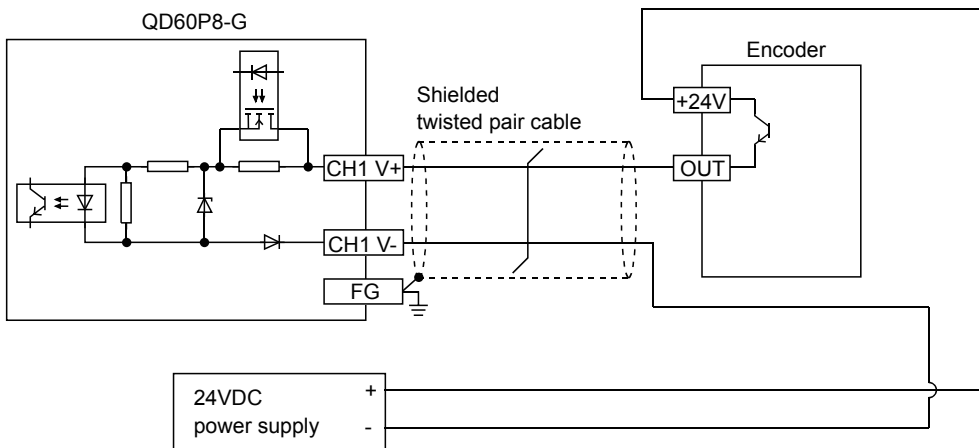 QD60P8-G
Encoder
Shielded
twisted pair cable
+24V
CH1 V+
OUT
CH1 V-
FG
24VDC
power supply
+
-